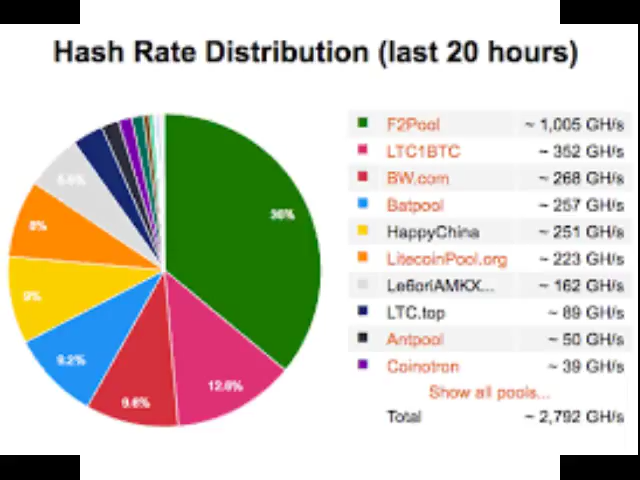 Hash Rate Distribution (last 20 hours)
36%
12.6%
9.6%
9.2%
9%
8%
5.8%
F2Pool ~ 1,005 GH/s
LTC1BTC ~ 352 GH/s
BW.com ~ 268 GH/s
Batpool ~ 257 GH/s
HappyChina ~ 251 GH/s
LitecoinPool.org ~ 223 GH/s
Le6oriAMKX... ~ 162 GH/s
LTC.top ~ 89 GH/s
Antpool ~ 50 GH/s
Coinotron ~ 39 GH/s
Show all pools...
Total ~ 2,792 GH/s